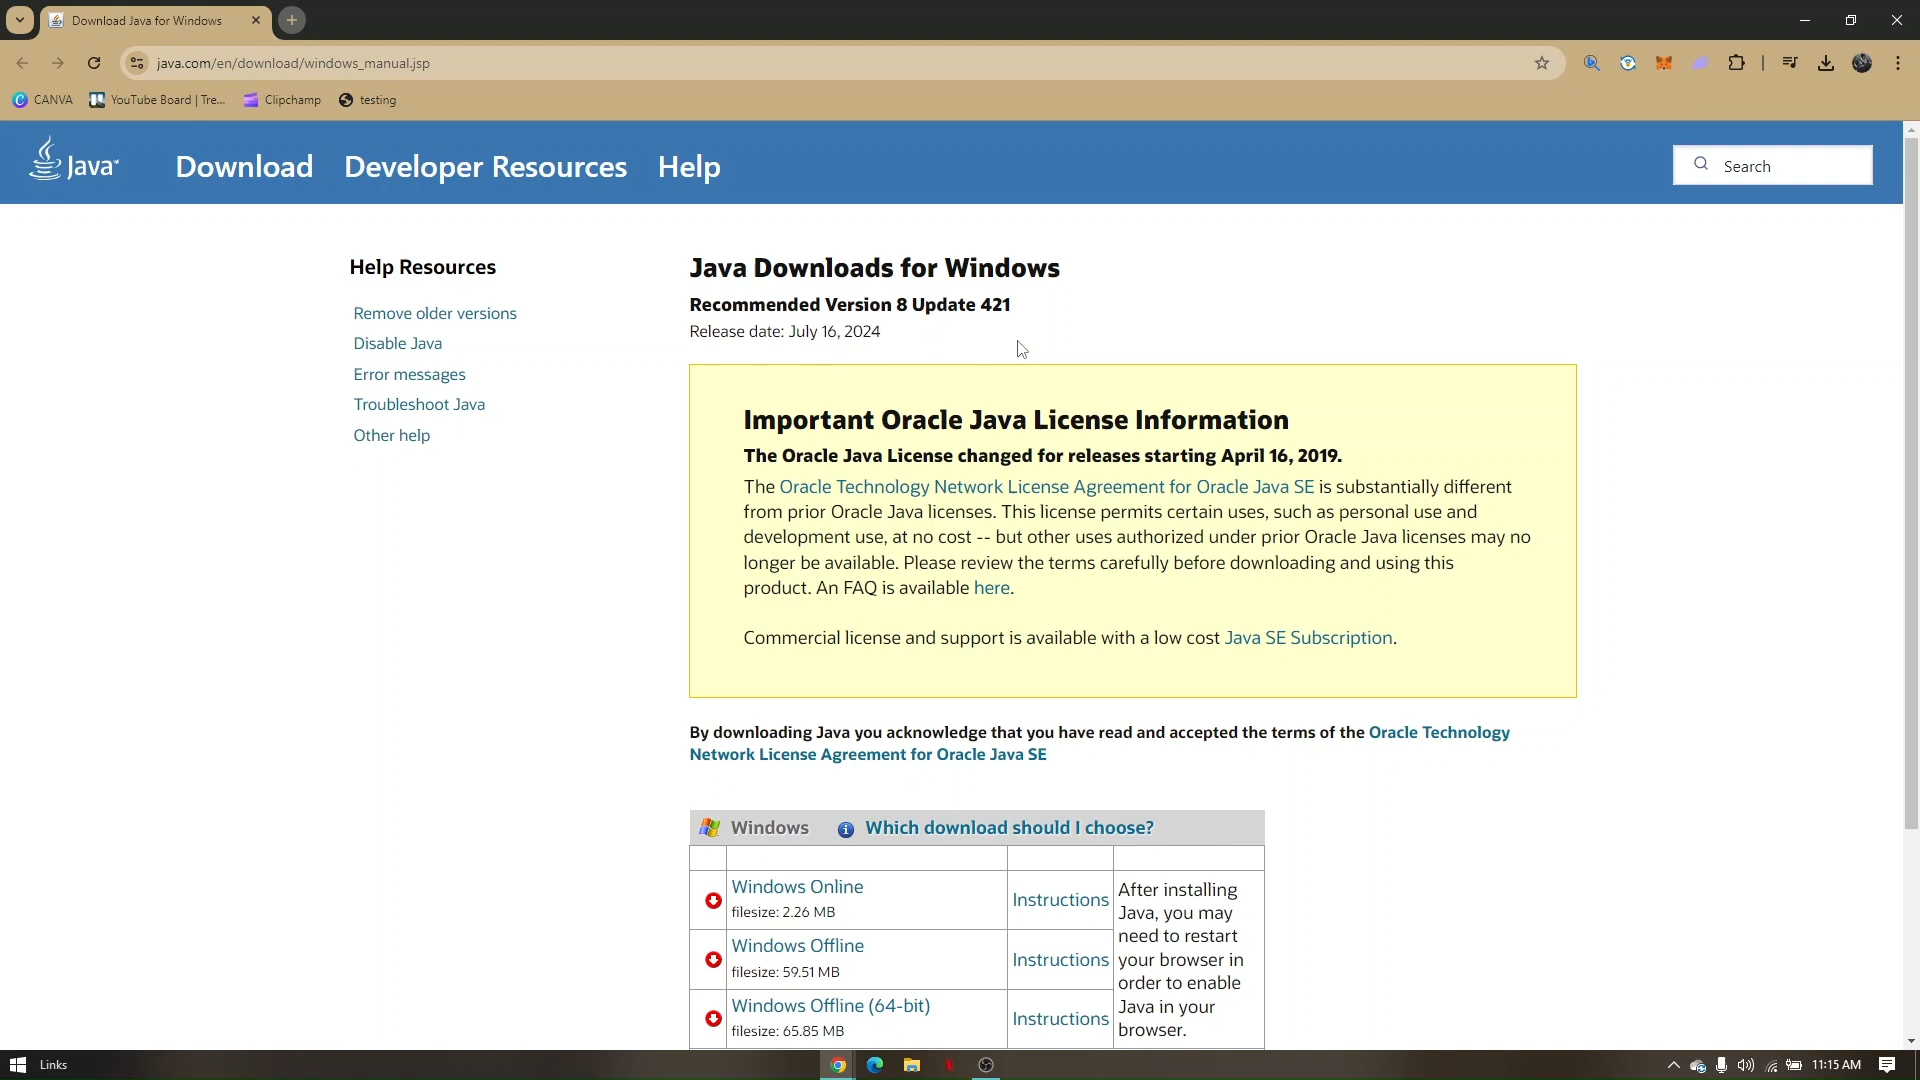 Download Java for Windows
java.com/en/download/windows_manual.jsp
CANVA
YouTube Board | Tre...
Clipchamp
testing
Java
Download
Developer Resources
Help
Search
Help Resources
Remove older versions
Disable Java
Error messages
Troubleshoot Java
Other help
Java Downloads for Windows
Recommended Version 8 Update 421
Release date: July 16, 2024
Important Oracle Java License Information
The Oracle Java License changed for releases starting April 16, 2019.
The Oracle Technology Network License Agreement for Oracle Java SE is substantially different
from prior Oracle Java licenses. This license permits certain uses, such as personal use and
development use, at no cost -- but other uses authorized under prior Oracle Java licenses may no
longer be available. Please review the terms carefully before downloading and using this
product. An FAQ is available here.
Commercial license and support is available with a low cost Java SE Subscription.
By downloading Java you acknowledge that you have read and accepted the terms of the Oracle Technology
Network License Agreement for Oracle Java SE
Windows
Which download should I choose?
Windows Online
filesize: 2.26 MB
Instructions
Windows Offline
filesize: 59.51 MB
Instructions
Windows Offline (64-bit)
filesize: 65.85 MB
Instructions
After installing
Java, you may
need to restart
your browser in
order to enable
Java in your
browser.
Links
11:15 AM